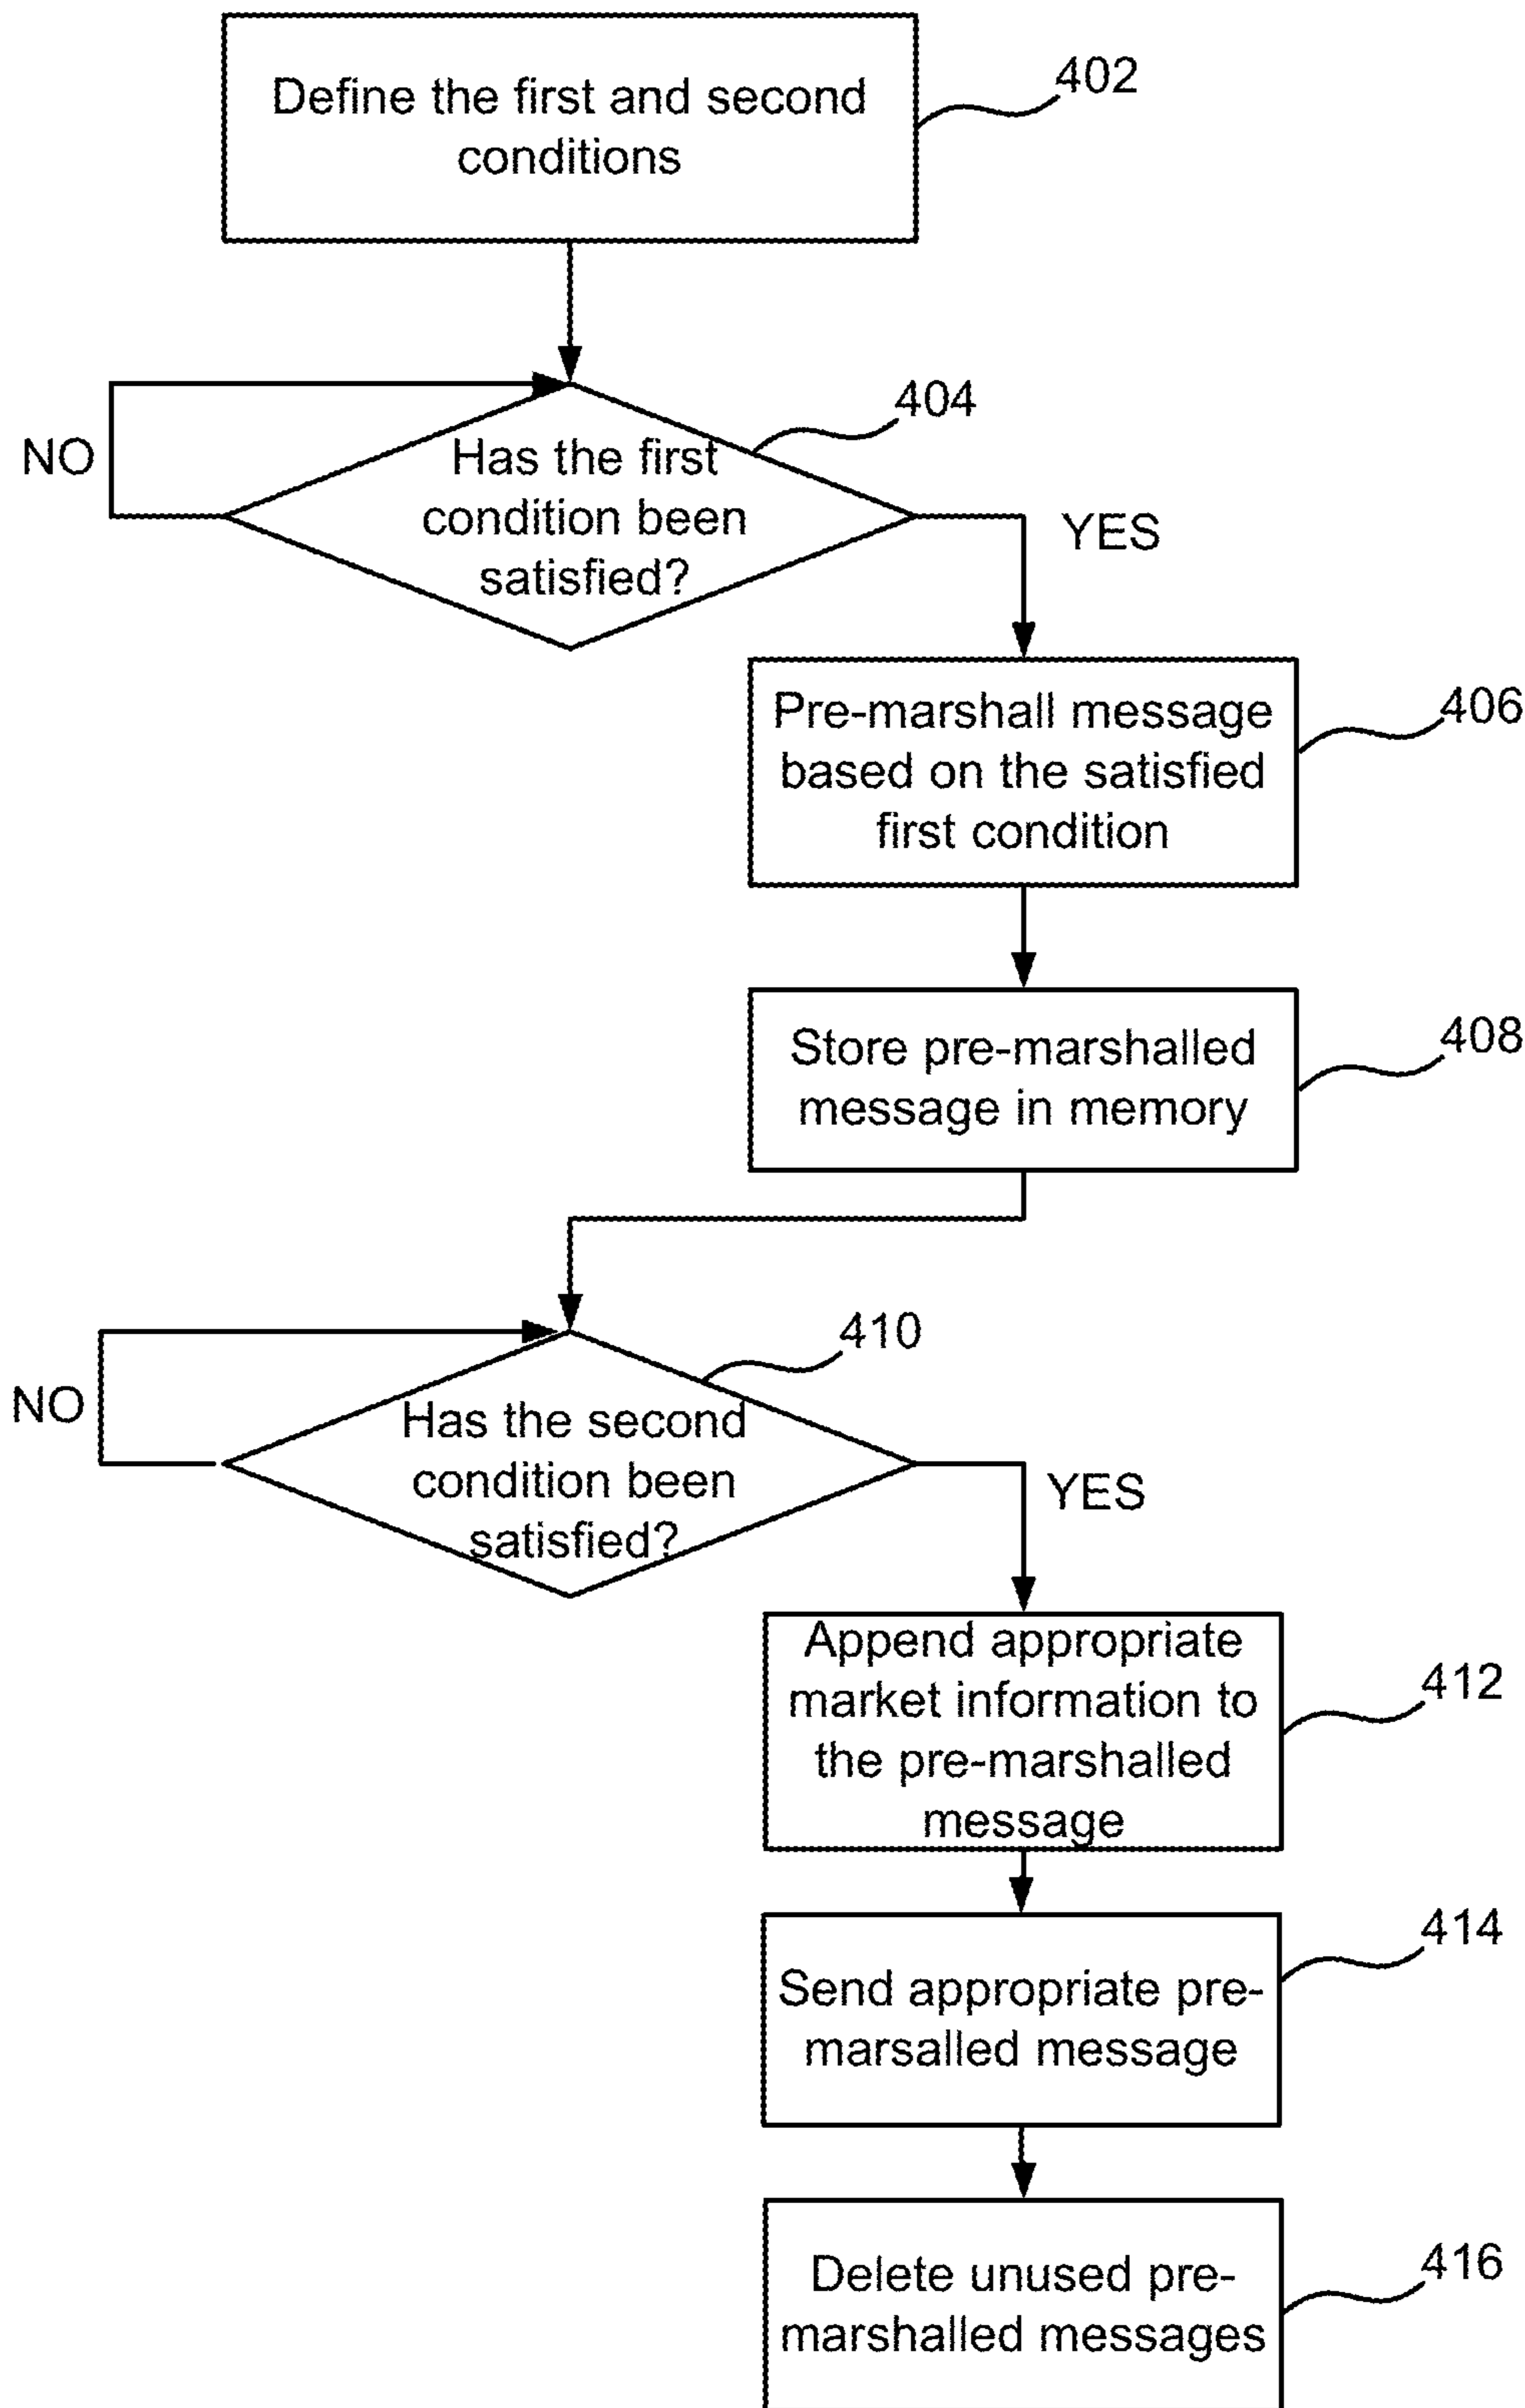 Define the first and second
conditions
402
404
NO
Has the first
condition been
satisfied?
YES
Pre-marshall message
based on the satisfied
first condition
406
Store pre-marshalled
message in memory
408
410
NO
Has the second
condition been
satisfied?
YES
Append appropriate
market information to
the pre-marshalled
message
412
Send appropriate pre-
marsalled message
414
Delete unused pre-
marshalled messages
416